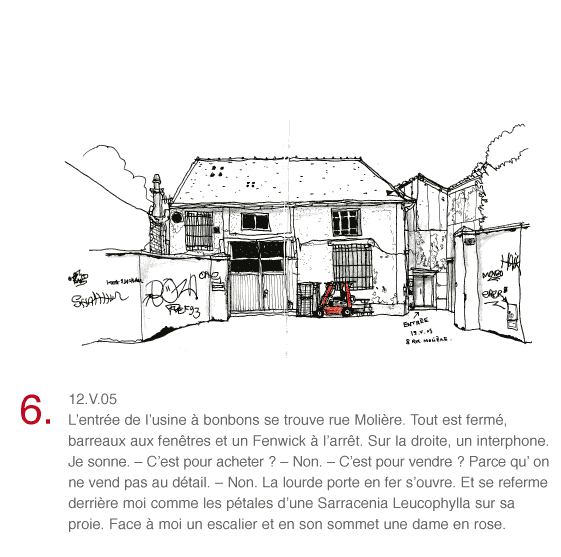 ENTRÉE
8 RUE MOLIÈRE.
6.
12.V.05
L’entrée de l’usine à bonbons se trouve rue Molière. Tout est fermé,
barreaux aux fenêtres et un Fenwick à l’arrêt. Sur la droite, un interphone.
Je sonne. – C’est pour acheter ? – Non. – C’est pour vendre ? Parce qu’ on
ne vend pas au détail. – Non. La lourde porte en fer s’ouvre. Et se referme
derrière moi comme les pétales d’une Sarracenia Leucophylla sur sa
proie. Face à moi un escalier et en son sommet une dame en rose.